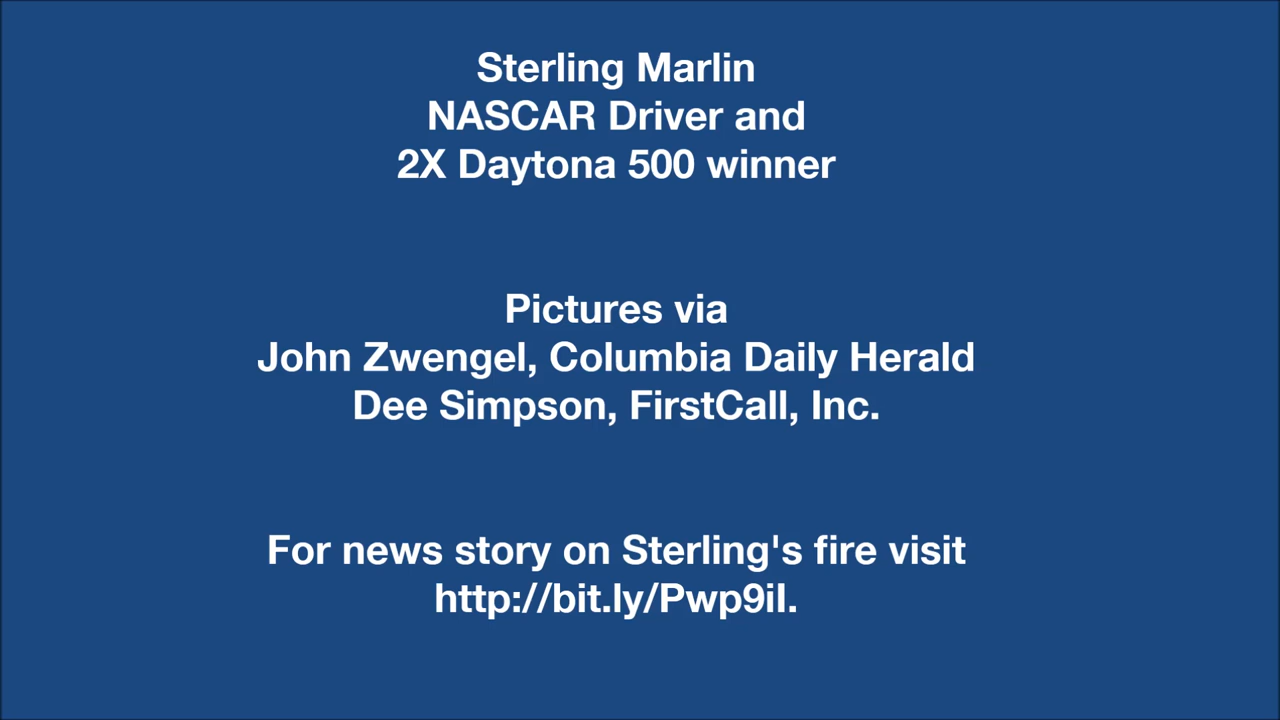 Sterling Marlin
NASCAR Driver and
2X Daytona 500 winner
Pictures via
John Zwengel, Columbia Daily Herald
Dee Simpson, FirstCall, Inc.
For news story on Sterling's fire visit
http://bit.ly/Pwp9iI.